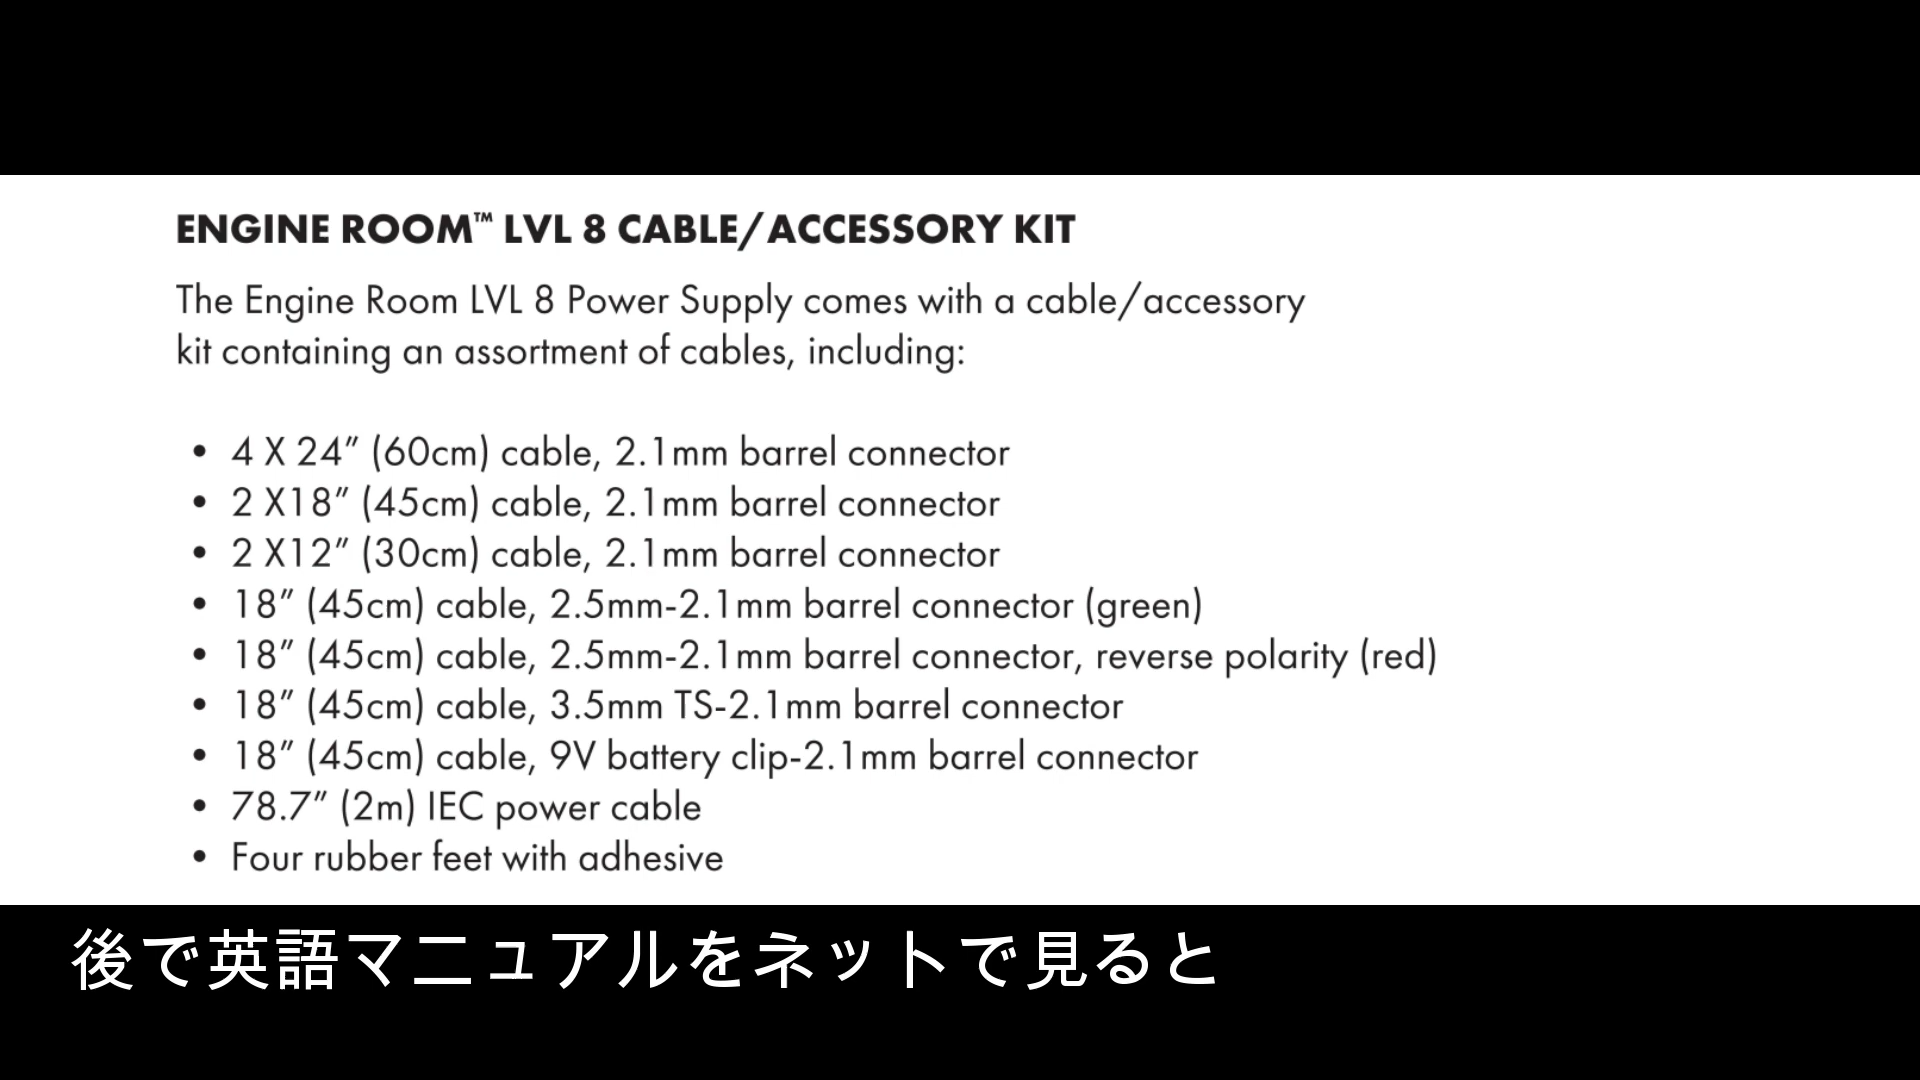 ENGINE ROOM™ LVL 8 CABLE/ACCESSORY KIT
The Engine Room LVL 8 Power Supply comes with a cable/accessory
kit containing an assortment of cables, including:
• 4 X 24” (60cm) cable, 2.1mm barrel connector
• 2 X18” (45cm) cable, 2.1mm barrel connector
• 2 X12” (30cm) cable, 2.1mm barrel connector
• 18” (45cm) cable, 2.5mm-2.1mm barrel connector (green)
• 18” (45cm) cable, 2.5mm-2.1mm barrel connector, reverse polarity (red)
• 18” (45cm) cable, 3.5mm TS-2.1mm barrel connector
• 18” (45cm) cable, 9V battery clip-2.1mm barrel connector
• 78.7” (2m) IEC power cable
• Four rubber feet with adhesive
後で英語マニュアルをネットで見ると